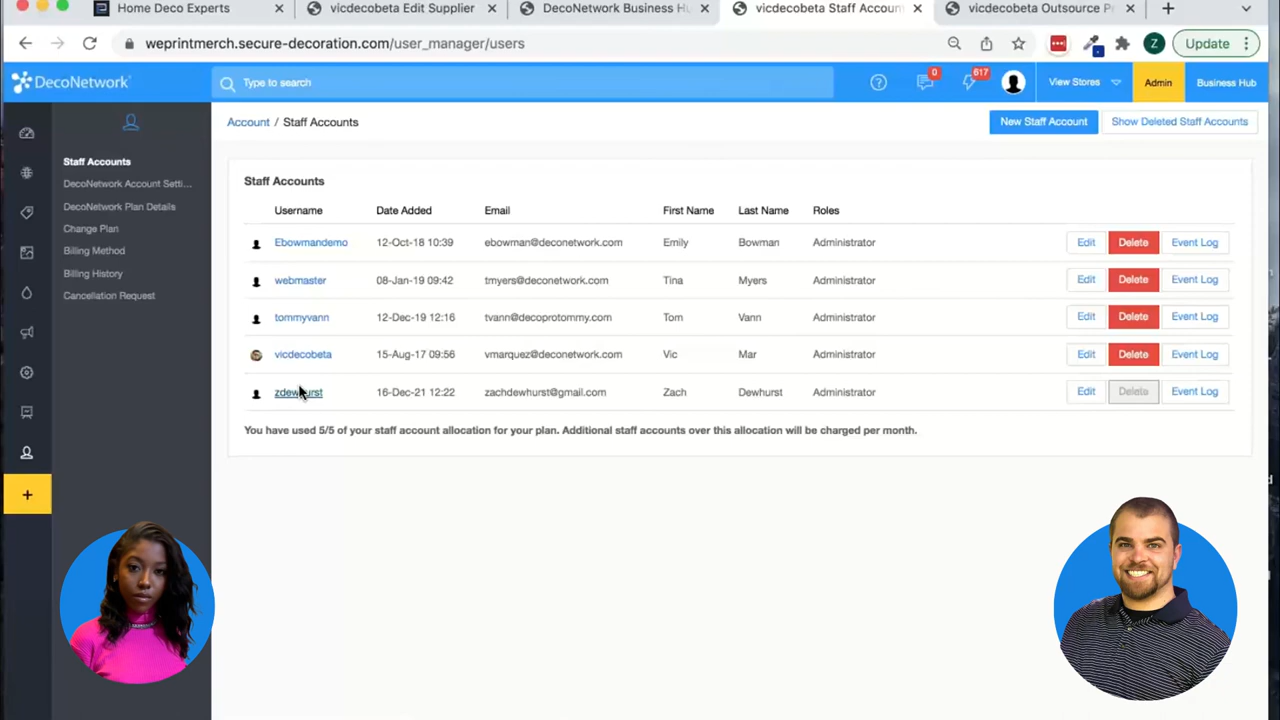 Home Deco Experts
vicdecobeta Edit Supplier
DecoNetwork Business Hu
vicdecobeta Staff Accoun
vicdecobeta Outsource Pr
weprintmerch.secure-decoration.com/user_manager/users
Z
Update
DecoNetwork
Type to search
0
617
View Stores
Admin
Business Hub
Account / Staff Accounts
New Staff Account
Show Deleted Staff Accounts
Staff Accounts
DecoNetwork Account Setti...
DecoNetwork Plan Details
Change Plan
Billing Method
Billing History
Cancellation Request
Staff Accounts
Username Date Added Email First Name Last Name Roles
Ebowmandemo 12-Oct-18 10:39 ebowman@deconetwork.com Emily Bowman Administrator Edit Delete Event Log
webmaster 08-Jan-19 09:42 tmyers@deconetwork.com Tina Myers Administrator Edit Delete Event Log
tommyvann 12-Dec-19 12:16 tvann@decoprotommy.com Tom Vann Administrator Edit Delete Event Log
vicdecobeta 15-Aug-17 09:56 vmarquez@deconetwork.com Vic Mar Administrator Edit Delete Event Log
zdewhurst 16-Dec-21 12:22 zachdewhurst@gmail.com Zach Dewhurst Administrator Edit Delete Event Log
You have used 5/5 of your staff account allocation for your plan. Additional staff accounts over this allocation will be charged per month.